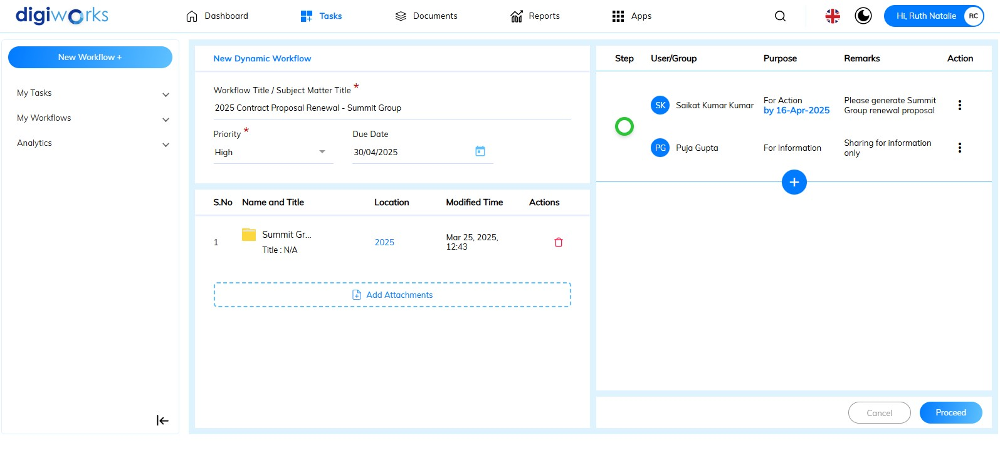 digiworks
Dashboard
Tasks
Documents
Reports
Apps
Hi, Ruth Natalie
RC
New Workflow +
My Tasks
My Workflows
Analytics
New Dynamic Workflow
Workflow Title / Subject Matter Title *
2025 Contract Proposal Renewal - Summit Group
Priority * Due Date
High 30/04/2025
S.No Name and Title Location Modified Time Actions
1 Summit Gr... 2025 Mar 25, 2025,
Title : N/A 12:43
Add Attachments
Step User/Group Purpose Remarks Action
SK Saikat Kumar Kumar For Action Please generate Summit
by 16-Apr-2025 Group renewal proposal
PG Puja Gupta For Information Sharing for information
only
+
Cancel
Proceed